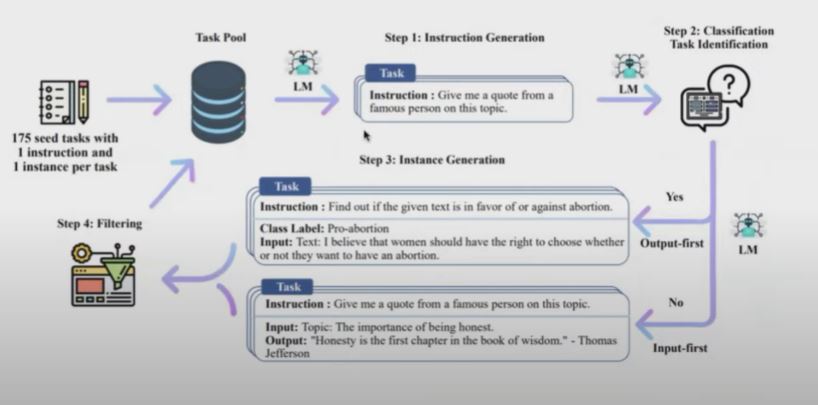 Task Pool
Step 1: Instruction Generation
Step 2: Classification
Task Identification
LM
Task
Instruction : Give me a quote from a
famous person on this topic.
LM
175 seed tasks with
1 instruction and
1 instance per task
Step 3: Instance Generation
Task
Instruction : Find out if the given text is in favor of or against abortion.
Class Label: Pro-abortion
Input: Text: I believe that women should have the right to choose whether
or not they want to have an abortion.
Yes
Output-first
LM
Step 4: Filtering
Task
Instruction : Give me a quote from a famous person on this topic.
Input: Topic: The importance of being honest.
Output: "Honesty is the first chapter in the book of wisdom." - Thomas
Jefferson
No
Input-first